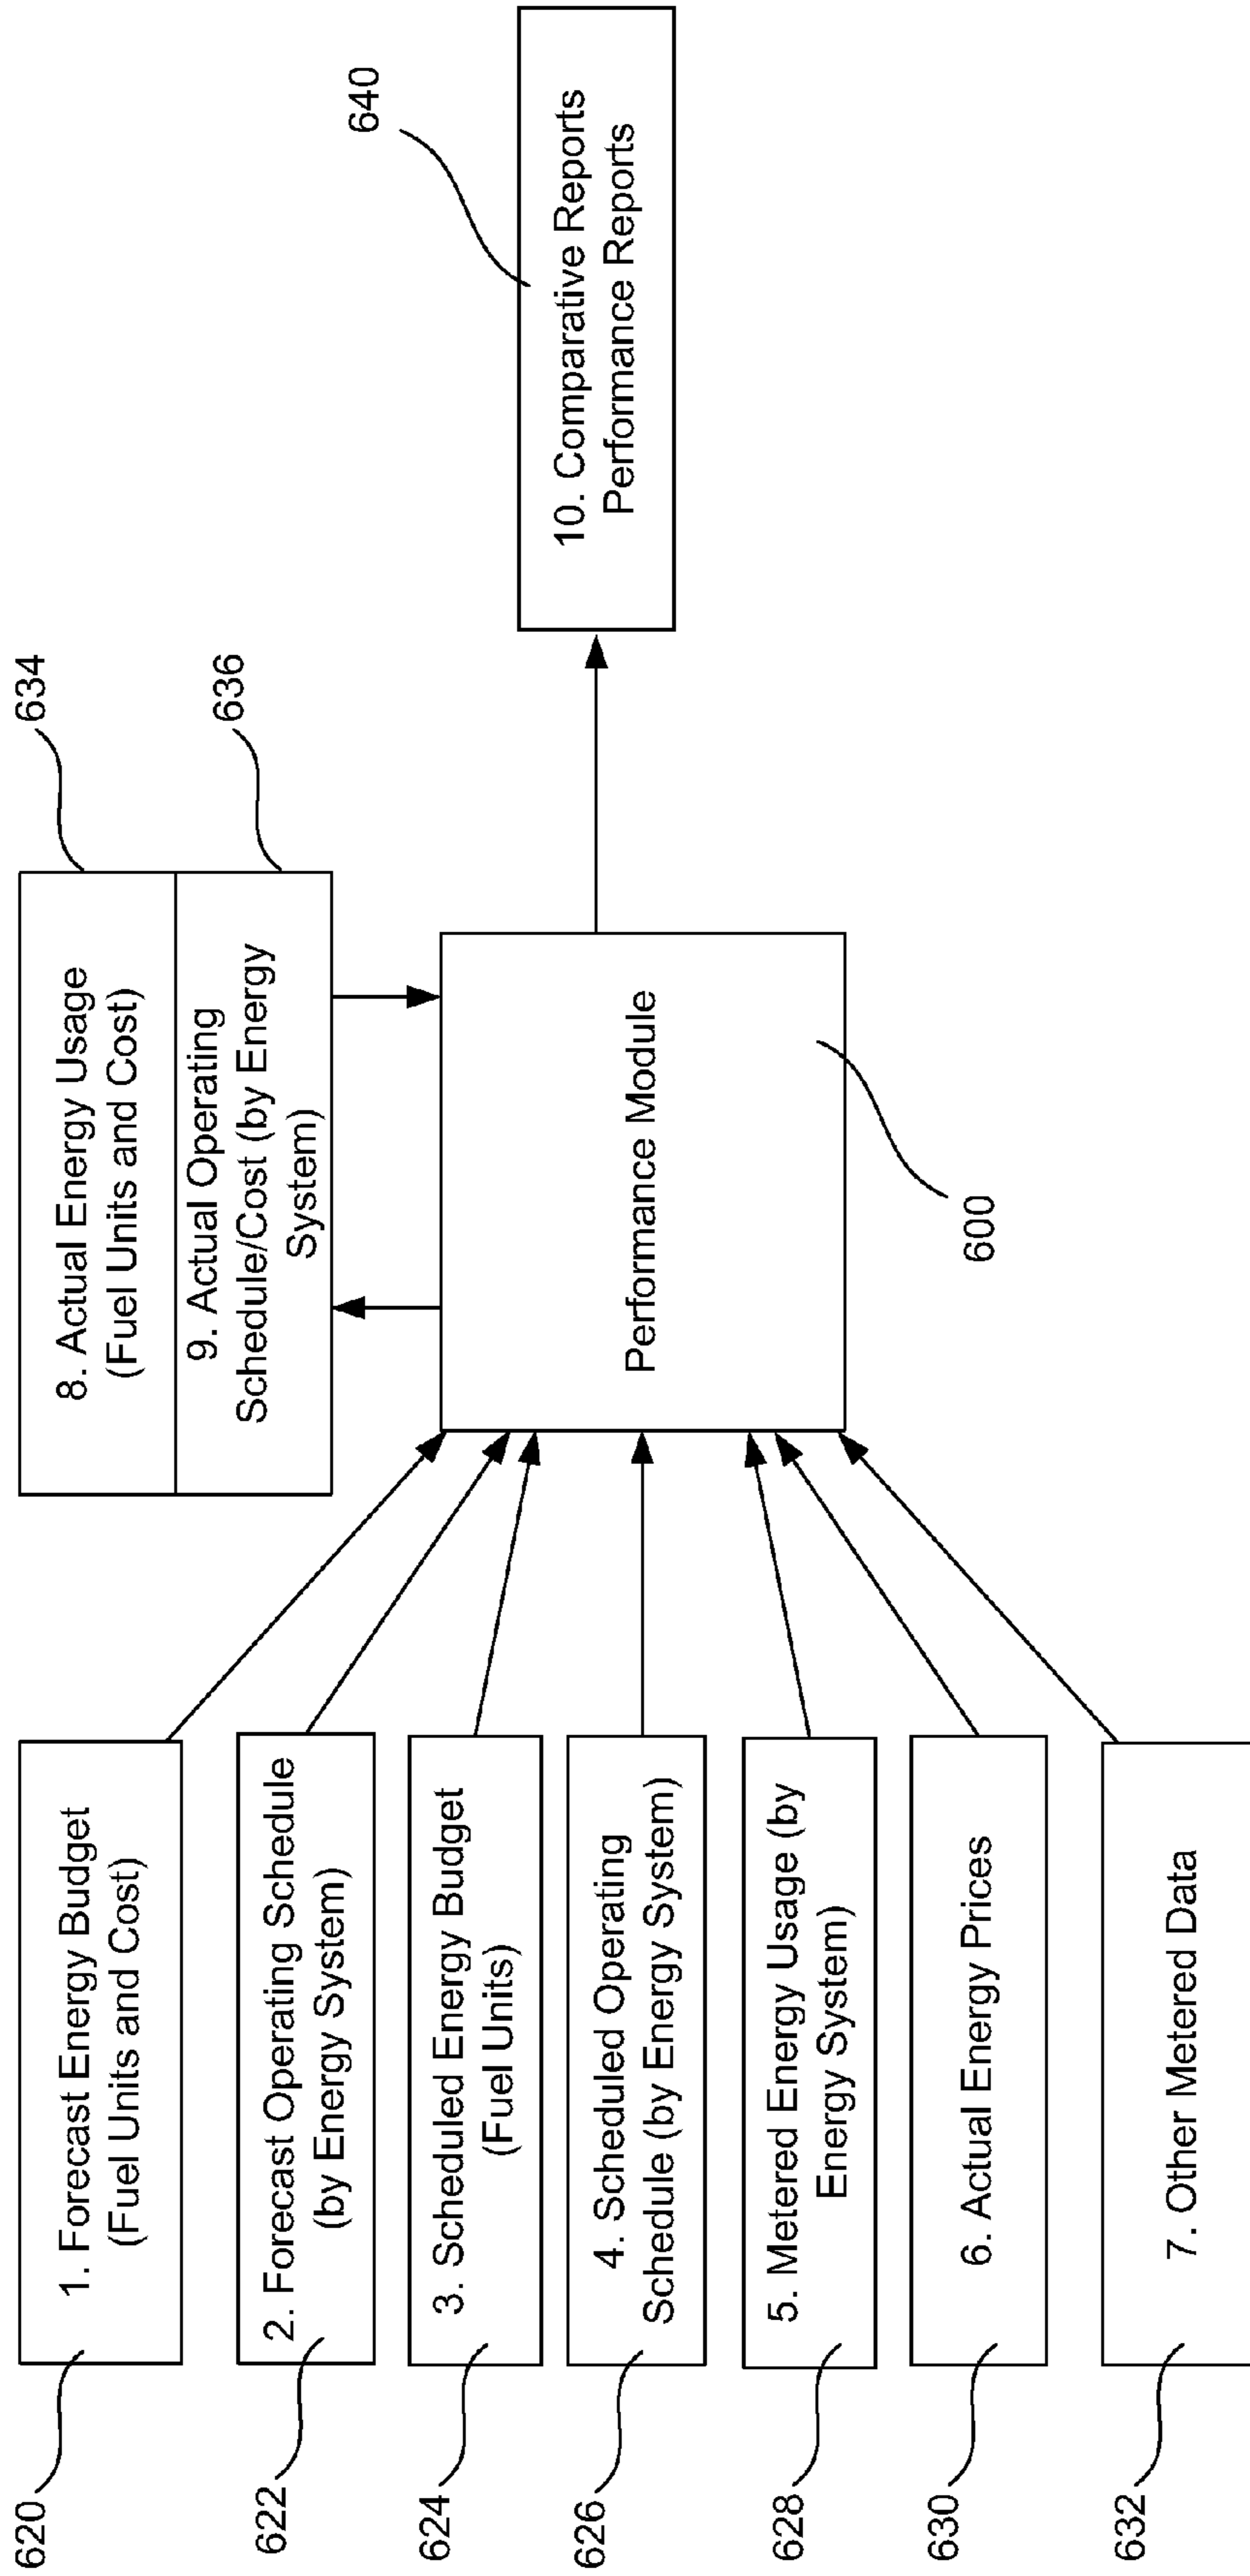 620
1. Forecast Energy Budget
(Fuel Units and Cost)
622
2. Forecast Operating Schedule
(by Energy System)
624
3. Scheduled Energy Budget
(Fuel Units)
626
4. Scheduled Operating
Schedule (by Energy System)
628
5. Metered Energy Usage (by
Energy System)
630
6. Actual Energy Prices
632
7. Other Metered Data
8. Actual Energy Usage
(Fuel Units and Cost)
634
9. Actual Operating
Schedule/Cost (by Energy
System)
636
Performance Module
600
640
10. Comparative Reports
Performance Reports